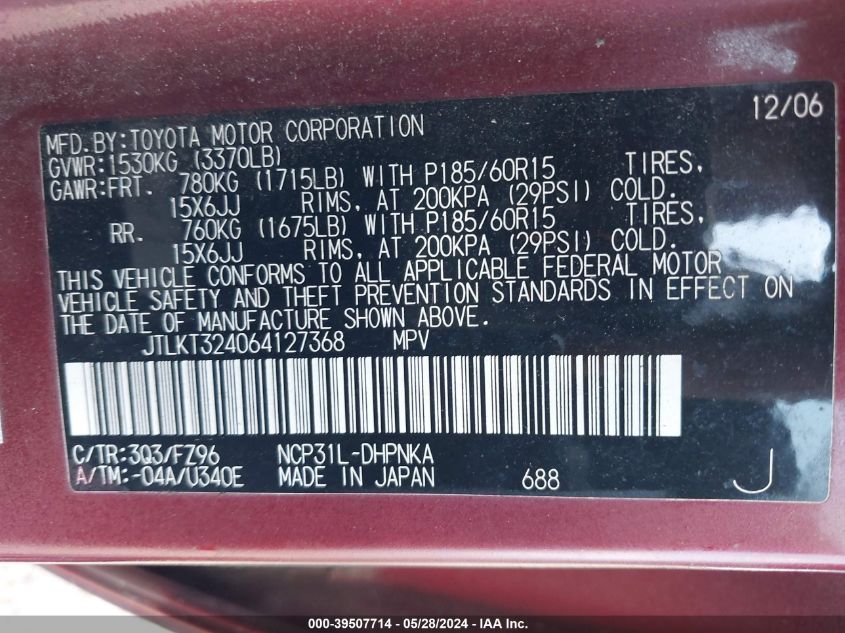 12/06
MFD.BY:TOYOTA MOTOR CORPORATION
GVWR:1530KG (3370LB)
GAWR:FRT. 780KG (1715LB) WITH P185/60R15 TIRES,
15X6JJ RIMS, AT 200KPA (29PSI) COLD.
RR. 760KG (1675LB) WITH P185/60R15 TIRES,
15X6JJ RIMS, AT 200KPA (29PSI) COLD.
THIS VEHICLE CONFORMS TO ALL APPLICABLE FEDERAL MOTOR
VEHICLE SAFETY AND THEFT PREVENTION STANDARDS IN EFFECT ON
THE DATE OF MANUFACTURE SHOWN ABOVE.
JTLKT324064127368 MPV
C/TR:3Q3/FZ96 NCP31L-DHPNKA
A/TM:-04A/U340E MADE IN JAPAN 688 J
000-39507714 - 05/28/2024 - IMPACT - IAA Inc.